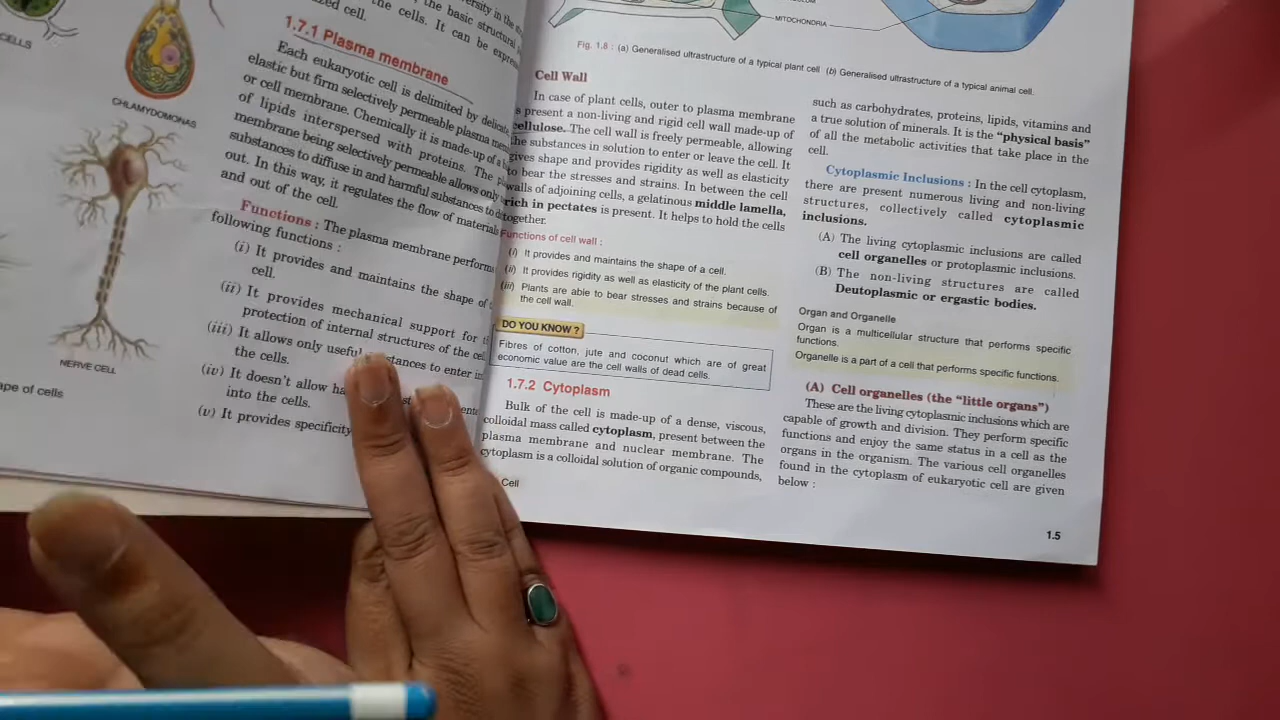 CELLS
CHLAMYDOMONAS
NERVE CELL
ape of cells
the cells. It can be
1.7.1 Plasma membrane
Each eukaryotic cell is delimited by
elastic but firm selectively permeable plasma
or cell membrane. Chemically it is made-up of a
of lipids interspersed with proteins. The
membrane being selectively permeable allows only
substances to diffuse in and harmful substances to
out. In this way, it regulates the flow of materials
and out of the cell.
Functions : The plasma membrane performs
following functions :
(i) It provides and maintains the shape of
cell.
(ii) It provides mechanical support for
protection of internal structures of the
(iii) It allows only useful to enter
the cells.
(iv) It doesn't allow
into the cells.
(v) It provides specificity
MITOCHONDRIA
Fig. 1.8 : (a) Generalised ultrastructure of a typical plant cell (b) Generalised ultrastructure of a typical animal cell.
Cell Wall
In case of plant cells, outer to plasma membrane
is present a non-living and rigid cell wall made-up of
cellulose. The cell wall is freely permeable, allowing
the substances in solution to enter or leave the cell. It
gives shape and provides rigidity as well as elasticity
to bear the stresses and strains. In between the cell
walls of adjoining cells, a gelatinous middle lamella,
rich in pectates is present. It helps to hold the cells
together.
Functions of cell wall :
(i) It provides and maintains the shape of a cell.
(ii) It provides rigidity as well as elasticity of the plant cells.
(iii) Plants are able to bear stresses and strains because of
the cell wall.
DO YOU KNOW ?
Fibres of cotton, jute and coconut which are of great
economic value are the cell walls of dead cells.
1.7.2 Cytoplasm
Bulk of the cell is made-up of a dense, viscous,
colloidal mass called cytoplasm, present between the
plasma membrane and nuclear membrane. The
cytoplasm is a colloidal solution of organic compounds,
Cell
such as carbohydrates, proteins, lipids, vitamins and
a true solution of minerals. It is the "physical basis"
of all the metabolic activities that take place in the
cell.
Cytoplasmic Inclusions : In the cell cytoplasm,
there are present numerous living and non-living
structures, collectively called cytoplasmic
inclusions.
(A) The living cytoplasmic inclusions are called
cell organelles or protoplasmic inclusions.
(B) The non-living structures are called
Deutoplasmic or ergastic bodies.
Organ and Organelle
Organ is a multicellular structure that performs specific
functions.
Organelle is a part of a cell that performs specific functions.
(A) Cell organelles (the "little organs")
These are the living cytoplasmic inclusions which are
capable of growth and division. They perform specific
functions and enjoy the same status in a cell as the
organs in the organism. The various cell organelles
found in the cytoplasm of eukaryotic cell are given
below :
1.5